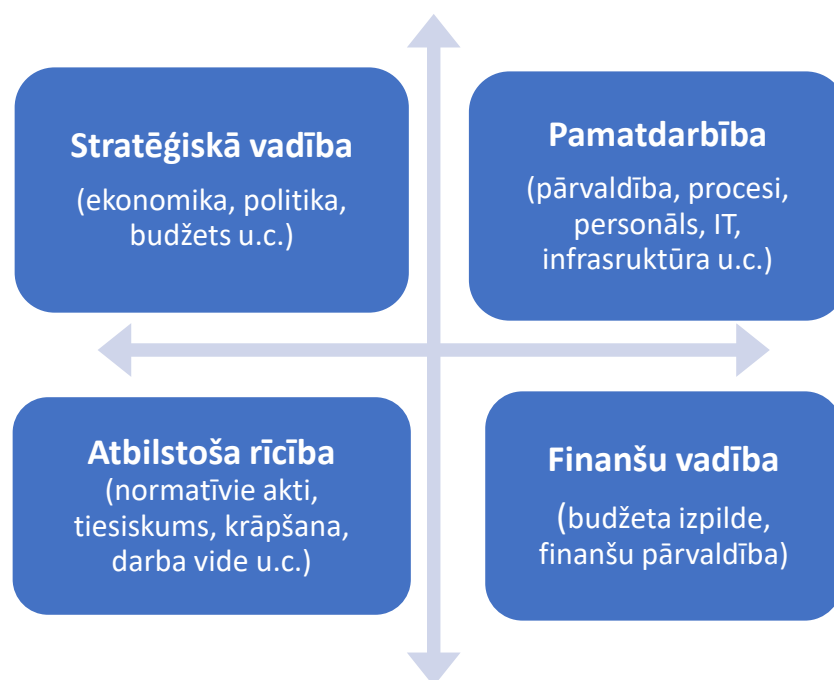 Stratēģiskā vadība
(ekonomika, politika,
budžets u.c.)
Pamatdarbība
(pārvaldība, procesi,
personāls, IT,
infrasruktūra u.c.)
Atbilstoša rīcība
(normatīvie akti,
tiesiskums, krāpšana,
darba vide u.c.)
Finanšu vadība
(budžeta izpilde,
finanšu pārvaldība)